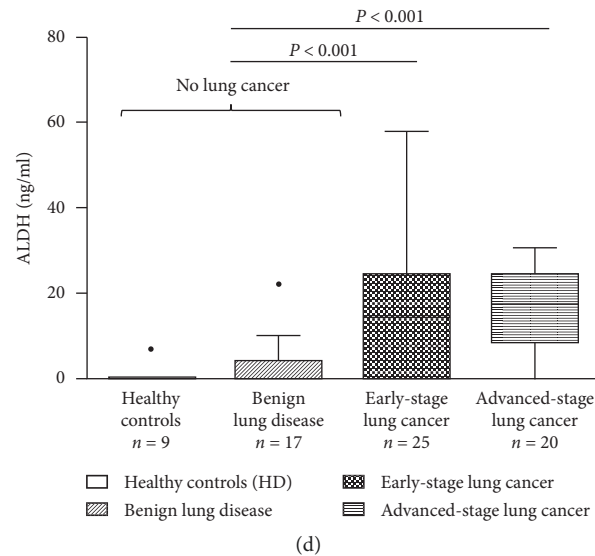 P < 0.001
P < 0.001
No lung cancer
80
60
40
20
0
ALDH (ng/ml)
Healthy
controls
n = 9
Benign
lung disease
n = 17
Early-stage
lung cancer
n = 25
Advanced-stage
lung cancer
n = 20
Healthy controls (HD)
Benign lung disease
Early-stage lung cancer
Advanced-stage lung cancer
(d)